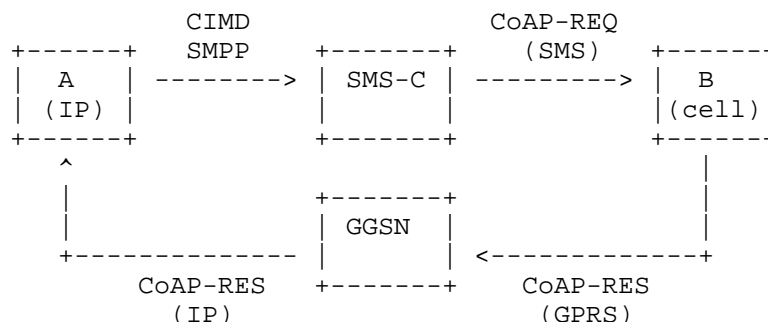 CIMD CoAP-REQ
SMPP (SMS)
A SMS-C B
(IP) (cell)
GGSN
CoAP-RES CoAP-RES
(IP) (GPRS)